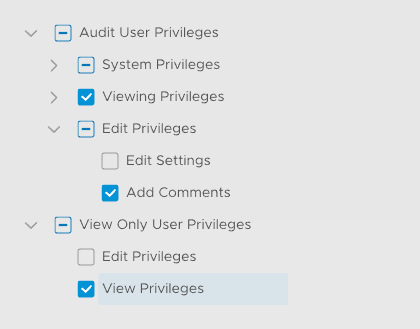 Audit User Privileges
System Privileges
Viewing Privileges
Edit Privileges
Edit Settings
Add Comments
View Only User Privileges
Edit Privileges
View Privileges